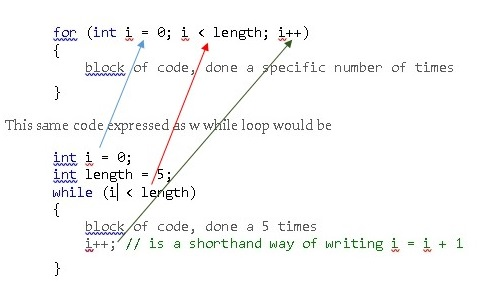 for (int i = 0; i < length; i++)
{
block of code, done a specific number of times
}
This same code expressed as w while loop would be
int i = 0;
int length = 5;
while (i < length)
{
block of code, done a 5 times
i++; // is a shorthand way of writing i = i + 1
}